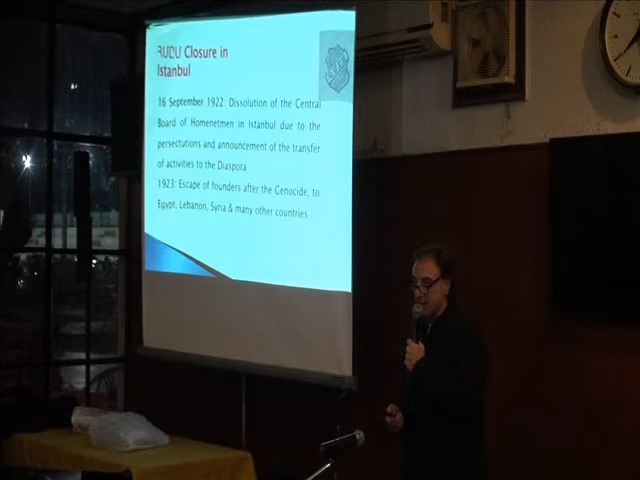 ՀՄԸՄ Closure in
Istanbul
16 September 1922: Dissolution of the Central
Board of Homenetmen in Istanbul due to the
persecutions and announcement of the transfer
of activities to the Diaspora
1923: Escape of founders after the Genocide, to
Egypt, Lebanon, Syria & many other countries